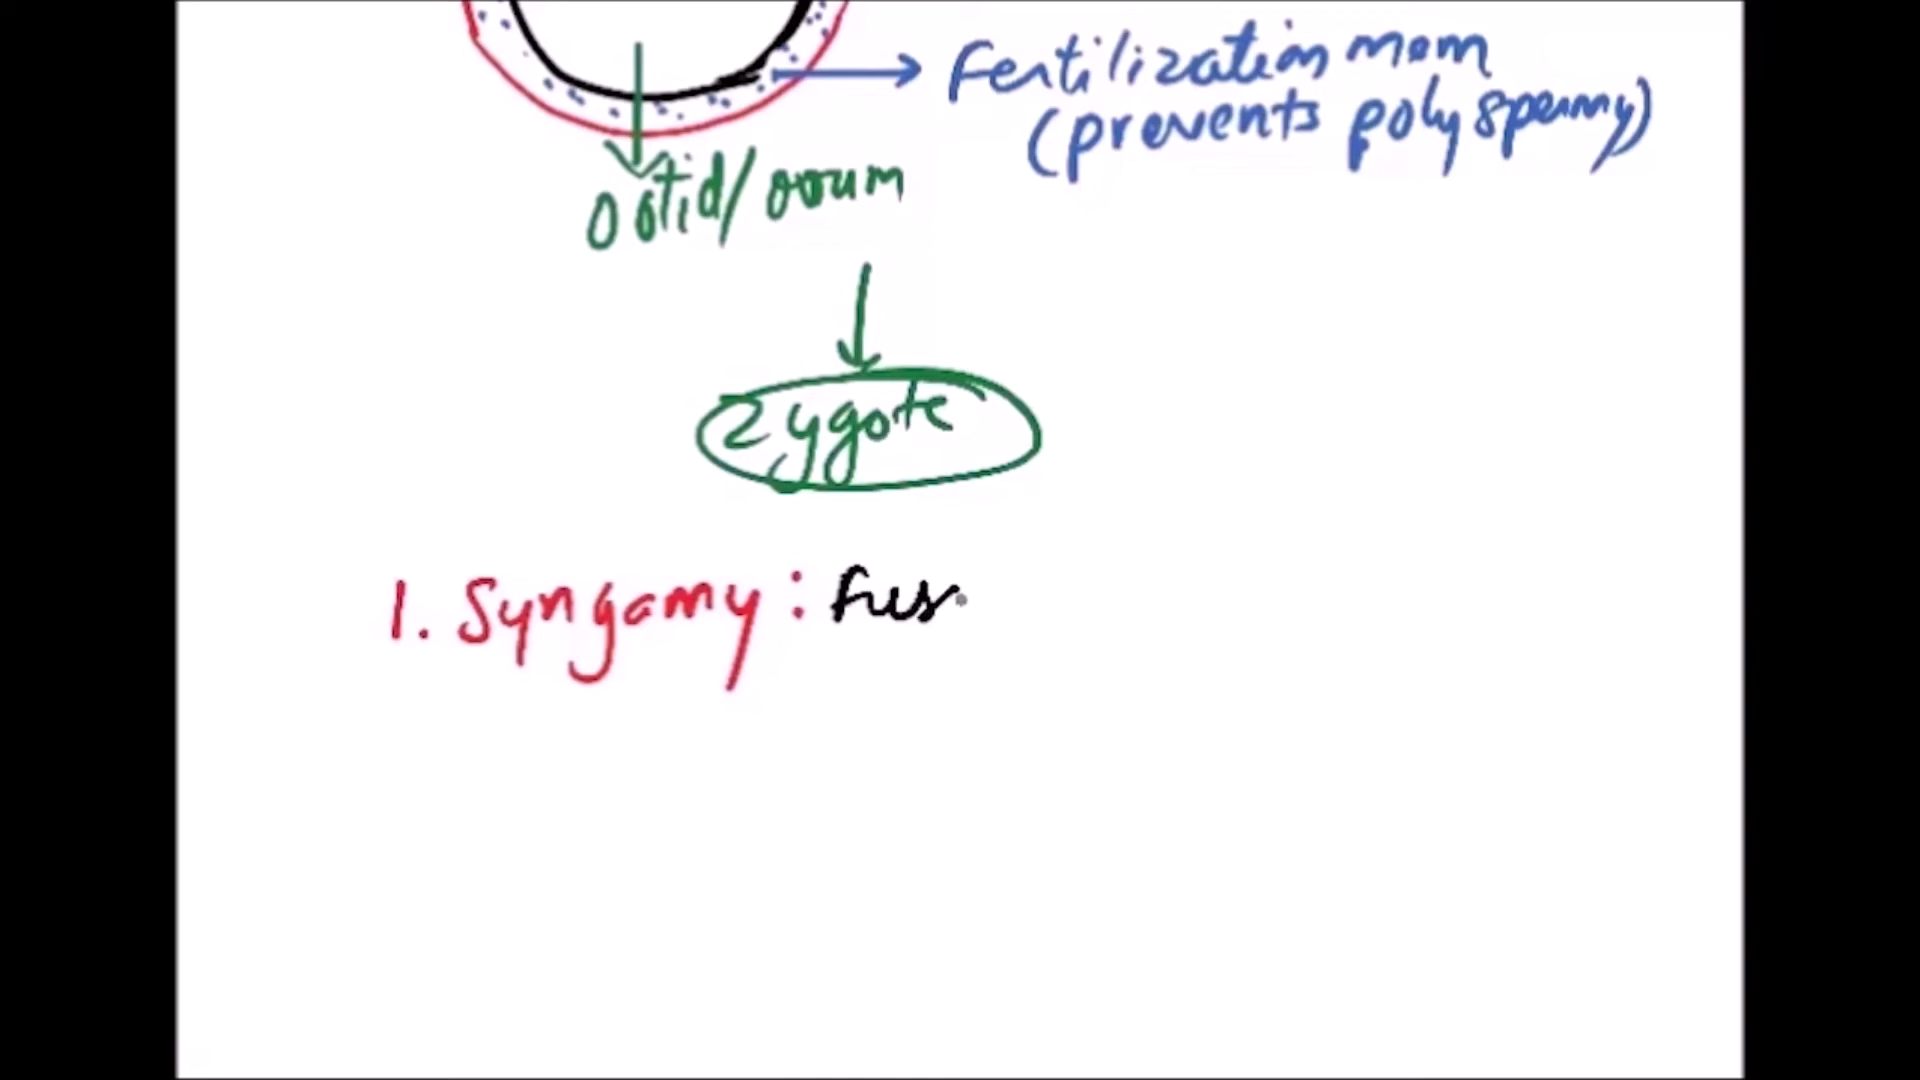 Fertilization mem
(prevents polyspermy)
Ootid/ovum
Zygote
1. Syngamy: Fus